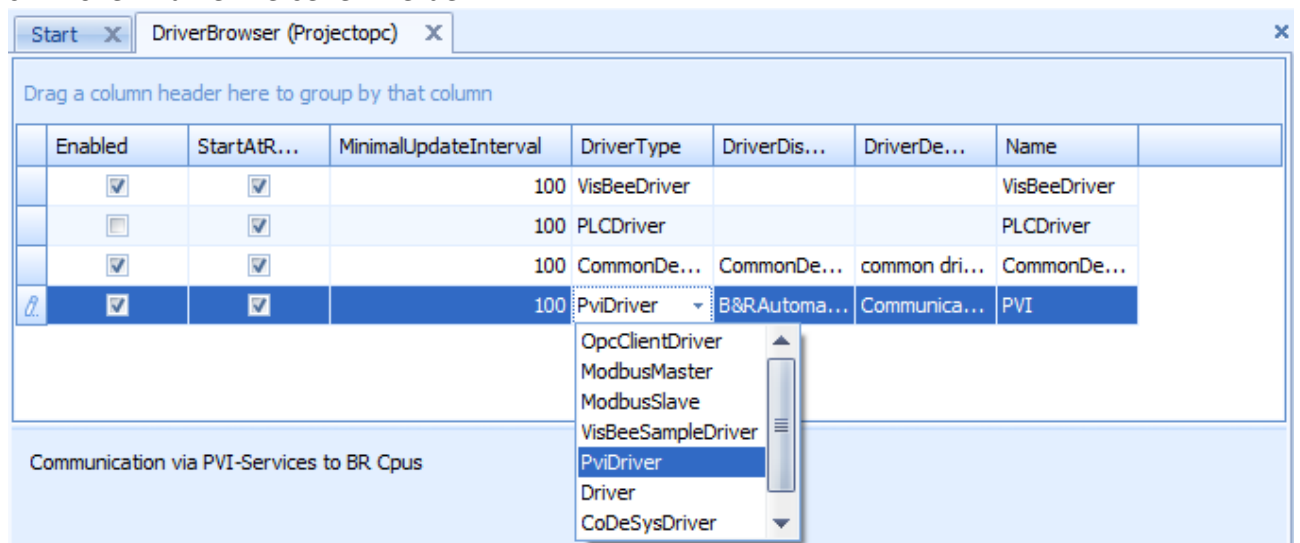 Start DriverBrowser (Projectopc)
Drag a column header here to group by that column
Enabled StartAtR... MinimalUpdateInterval DriverType DriverDis... DriverDe... Name
100 VisBeeDriver VisBeeDriver
100 PLCDriver PLCDriver
100 CommonDe... CommonDe... common dri... CommonDe...
100 PviDriver B&RAutoma... Communica... PVI
OpcClientDriver
ModbusMaster
ModbusSlave
VisBeeSampleDriver
PviDriver
Driver
CoDeSysDriver
Communication via PVI-Services to BR Cpus